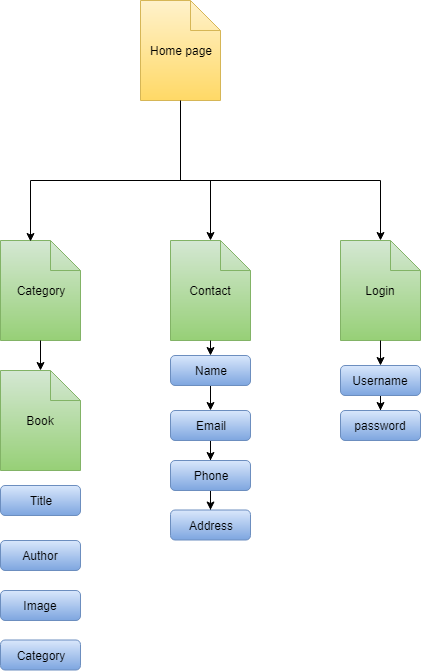 Home page
Category
Contact
Login
Book
Name
Email
Phone
Address
Username
password
Title
Author
Image
Category